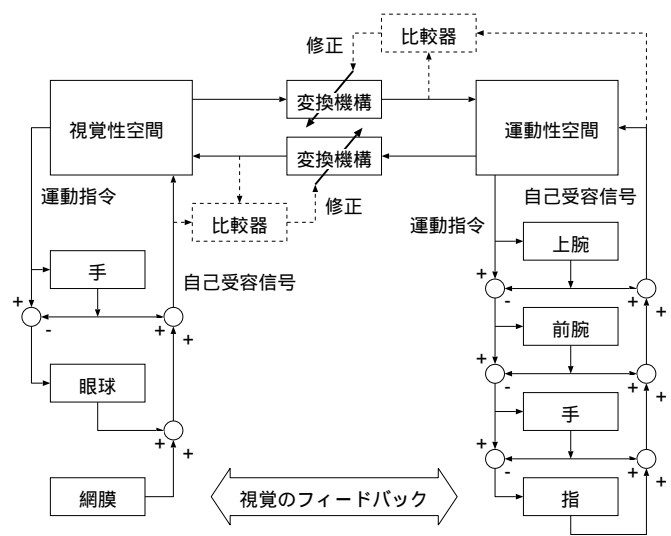 比較器
修正
視覚性空間
変換機構
運動性空間
変換機構
運動指令
自己受容信号
比較器
修正
運動指令
上腕
手
自己受容信号
+
-
+
+
+
-
+
+
前腕
眼球
+
-
+
+
手
+
+
+
-
+
+
網膜
視覚のフィードバック
指